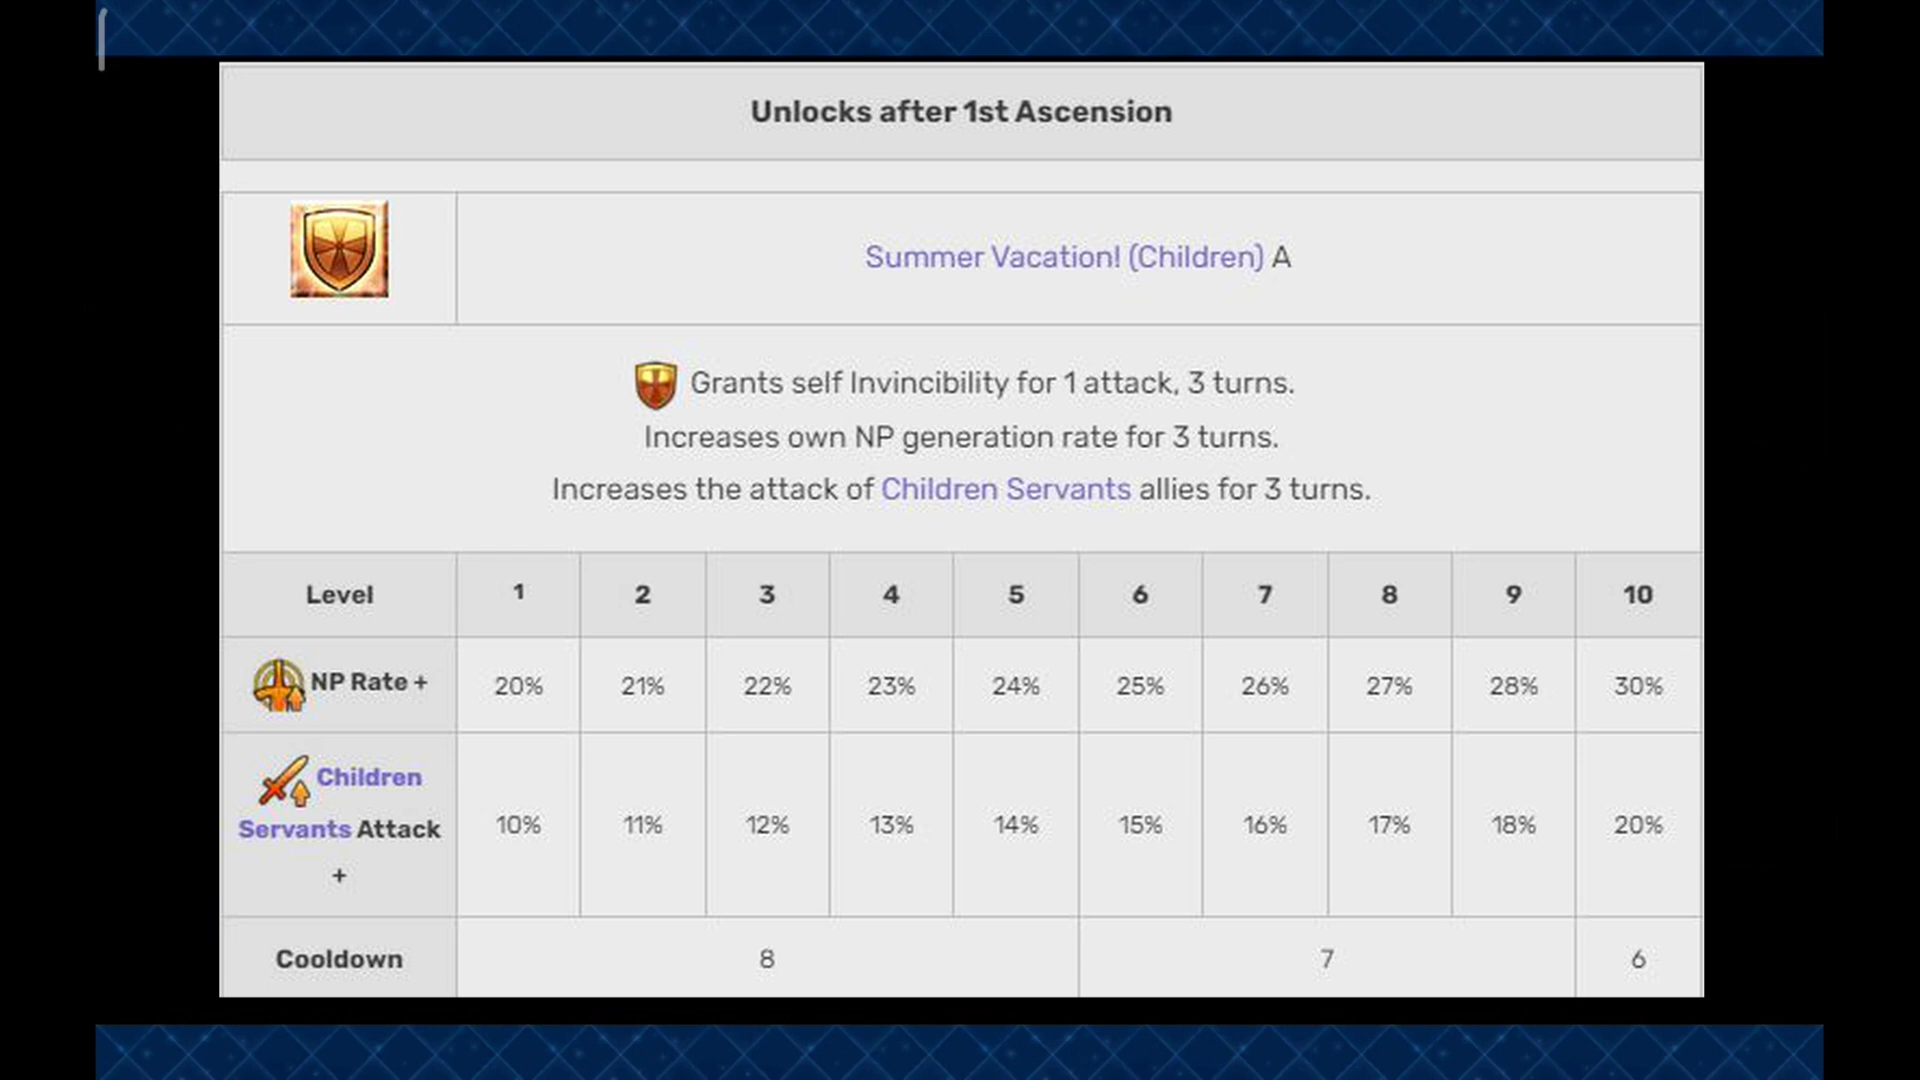 Unlocks after 1st Ascension
Summer Vacation! (Children) A
Grants self Invincibility for 1 attack, 3 turns.
Increases own NP generation rate for 3 turns.
Increases the attack of Children Servants allies for 3 turns.
Level 1 2 3 4 5 6 7 8 9 10
NP Rate + 20% 21% 22% 23% 24% 25% 26% 27% 28% 30%
Children
Servants Attack 10% 11% 12% 13% 14% 15% 16% 17% 18% 20%
+
Cooldown 8 7 6